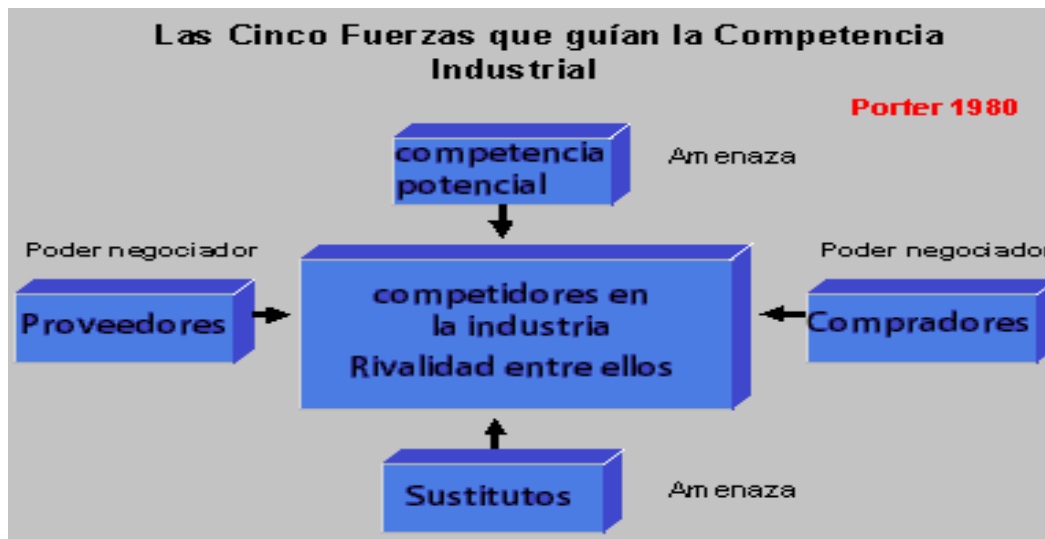 Las Cinco Fuerzas que guían la Competencia
Industrial
Porter 1980
competencia
potencial
Amenaza
Poder negociador
Poder negociador
Proveedores
competidores en
la industria
Rivalidad entre ellos
Compradores
Sustitutos
Amenaza